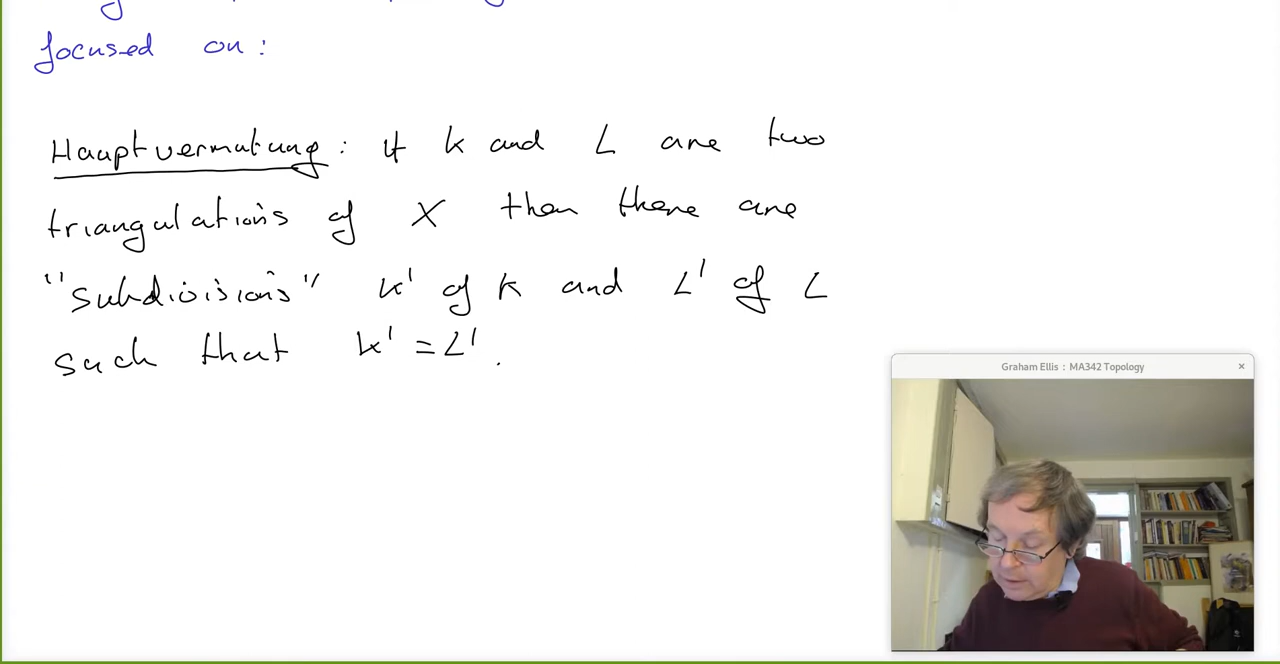 focused on:
Hauptvermutung: if K and L are two
triangulations of X then there are
"subdivisions" K' of K and L' of L
such that K' = L'.
Graham Ellis : MA342 Topology